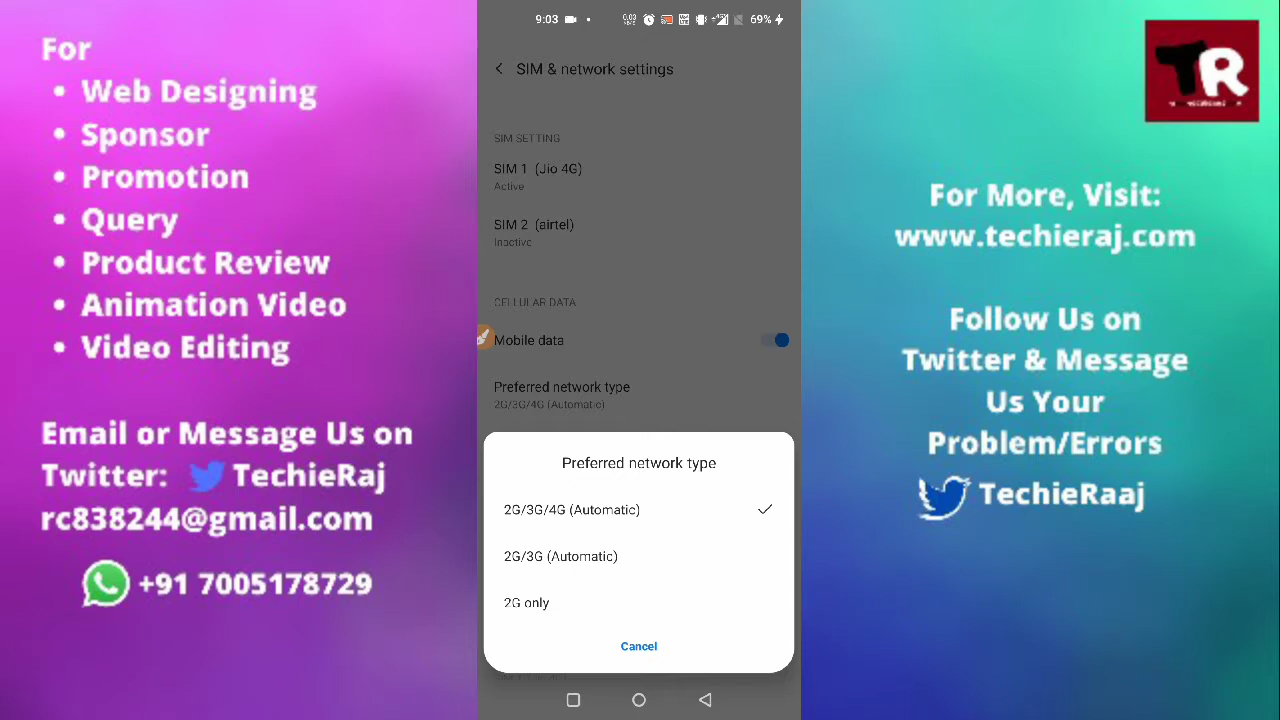 For
• Web Designing
• Sponsor
• Promotion
• Query
• Product Review
• Animation Video
• Video Editing
Email or Message Us on
Twitter: TechieRaj
rc838244@gmail.com
+91 7005178729
9:03
69%
SIM & network settings
SIM SETTING
SIM 1 (Jio 4G)
Active
SIM 2 (airtel)
Inactive
CELLULAR DATA
Mobile data
Preferred network type
2G/3G/4G (Automatic)
Preferred network type
2G/3G/4G (Automatic)
2G/3G (Automatic)
2G only
Cancel
TR
For More, Visit:
www.techieraj.com
Follow Us on
Twitter & Message
Us Your
Problem/Errors
TechieRaaj